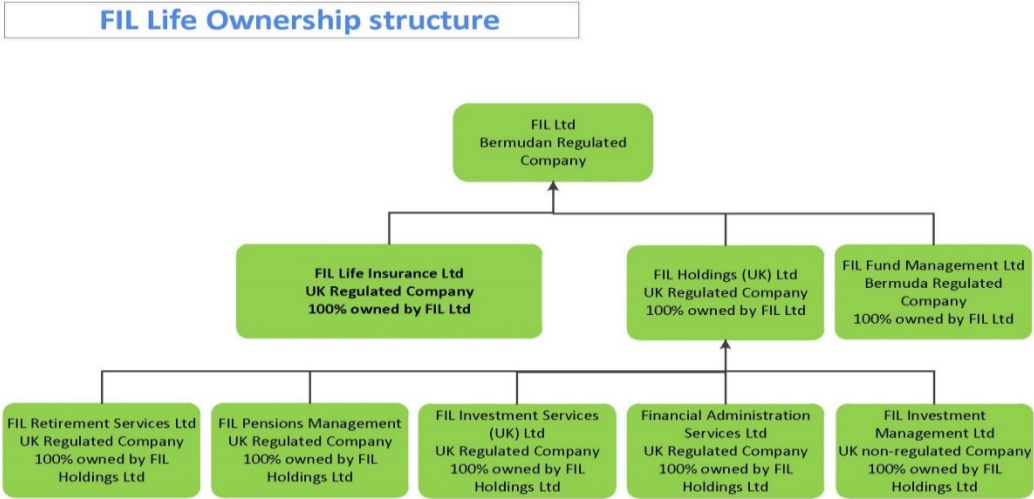 FIL Life Ownership structure
FIL Ltd
Bermudan Regulated
Company
FIL Life Insurance Ltd
UK Regulated Company
100% owned by FIL Ltd
FIL Holdings (UK) Ltd
UK Regulated Company
100% owned by FIL Ltd
FIL Fund Management Ltd
Bermuda Regulated
Company
100% owned by FIL Ltd
FIL Retirement Services Ltd
UK Regulated Company
100% owned by FIL
Holdings Ltd
FIL Pensions Management
UK Regulated Company
100% owned by FIL
Holdings Ltd
FIL Investment Services
(UK) Ltd
UK Regulated Company
100% owned by FIL
Holdings Ltd
Financial Administration
Services Ltd
UK Regulated Company
100% owned by FIL
Holdings Ltd
FIL Investment
Management Ltd
UK non-regulated Company
100% owned by FIL
Holdings Ltd